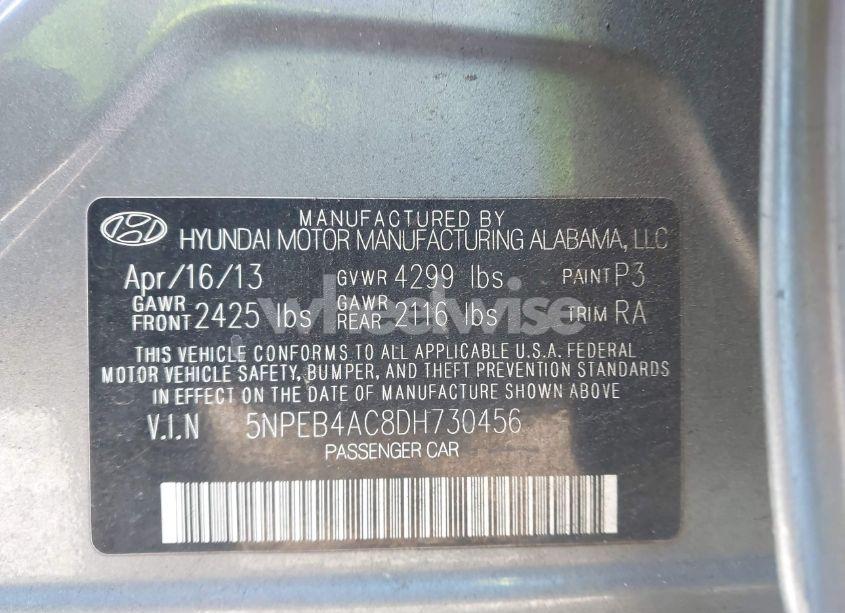 MANUFACTURED BY
HYUNDAI MOTOR MANUFACTURING ALABAMA, LLC
Apr/16/13 GVWR 4299 lbs PAINT P3
GAWR FRONT 2425 lbs GAWR REAR 2116 lbs TRIM RA
THIS VEHICLE CONFORMS TO ALL APPLICABLE U.S.A. FEDERAL
MOTOR VEHICLE SAFETY, BUMPER, AND THEFT PREVENTION STANDARDS
IN EFFECT ON THE DATE OF MANUFACTURE SHOWN ABOVE
V.I.N 5NPEB4AC8DH730456
PASSENGER CAR
wheelwise